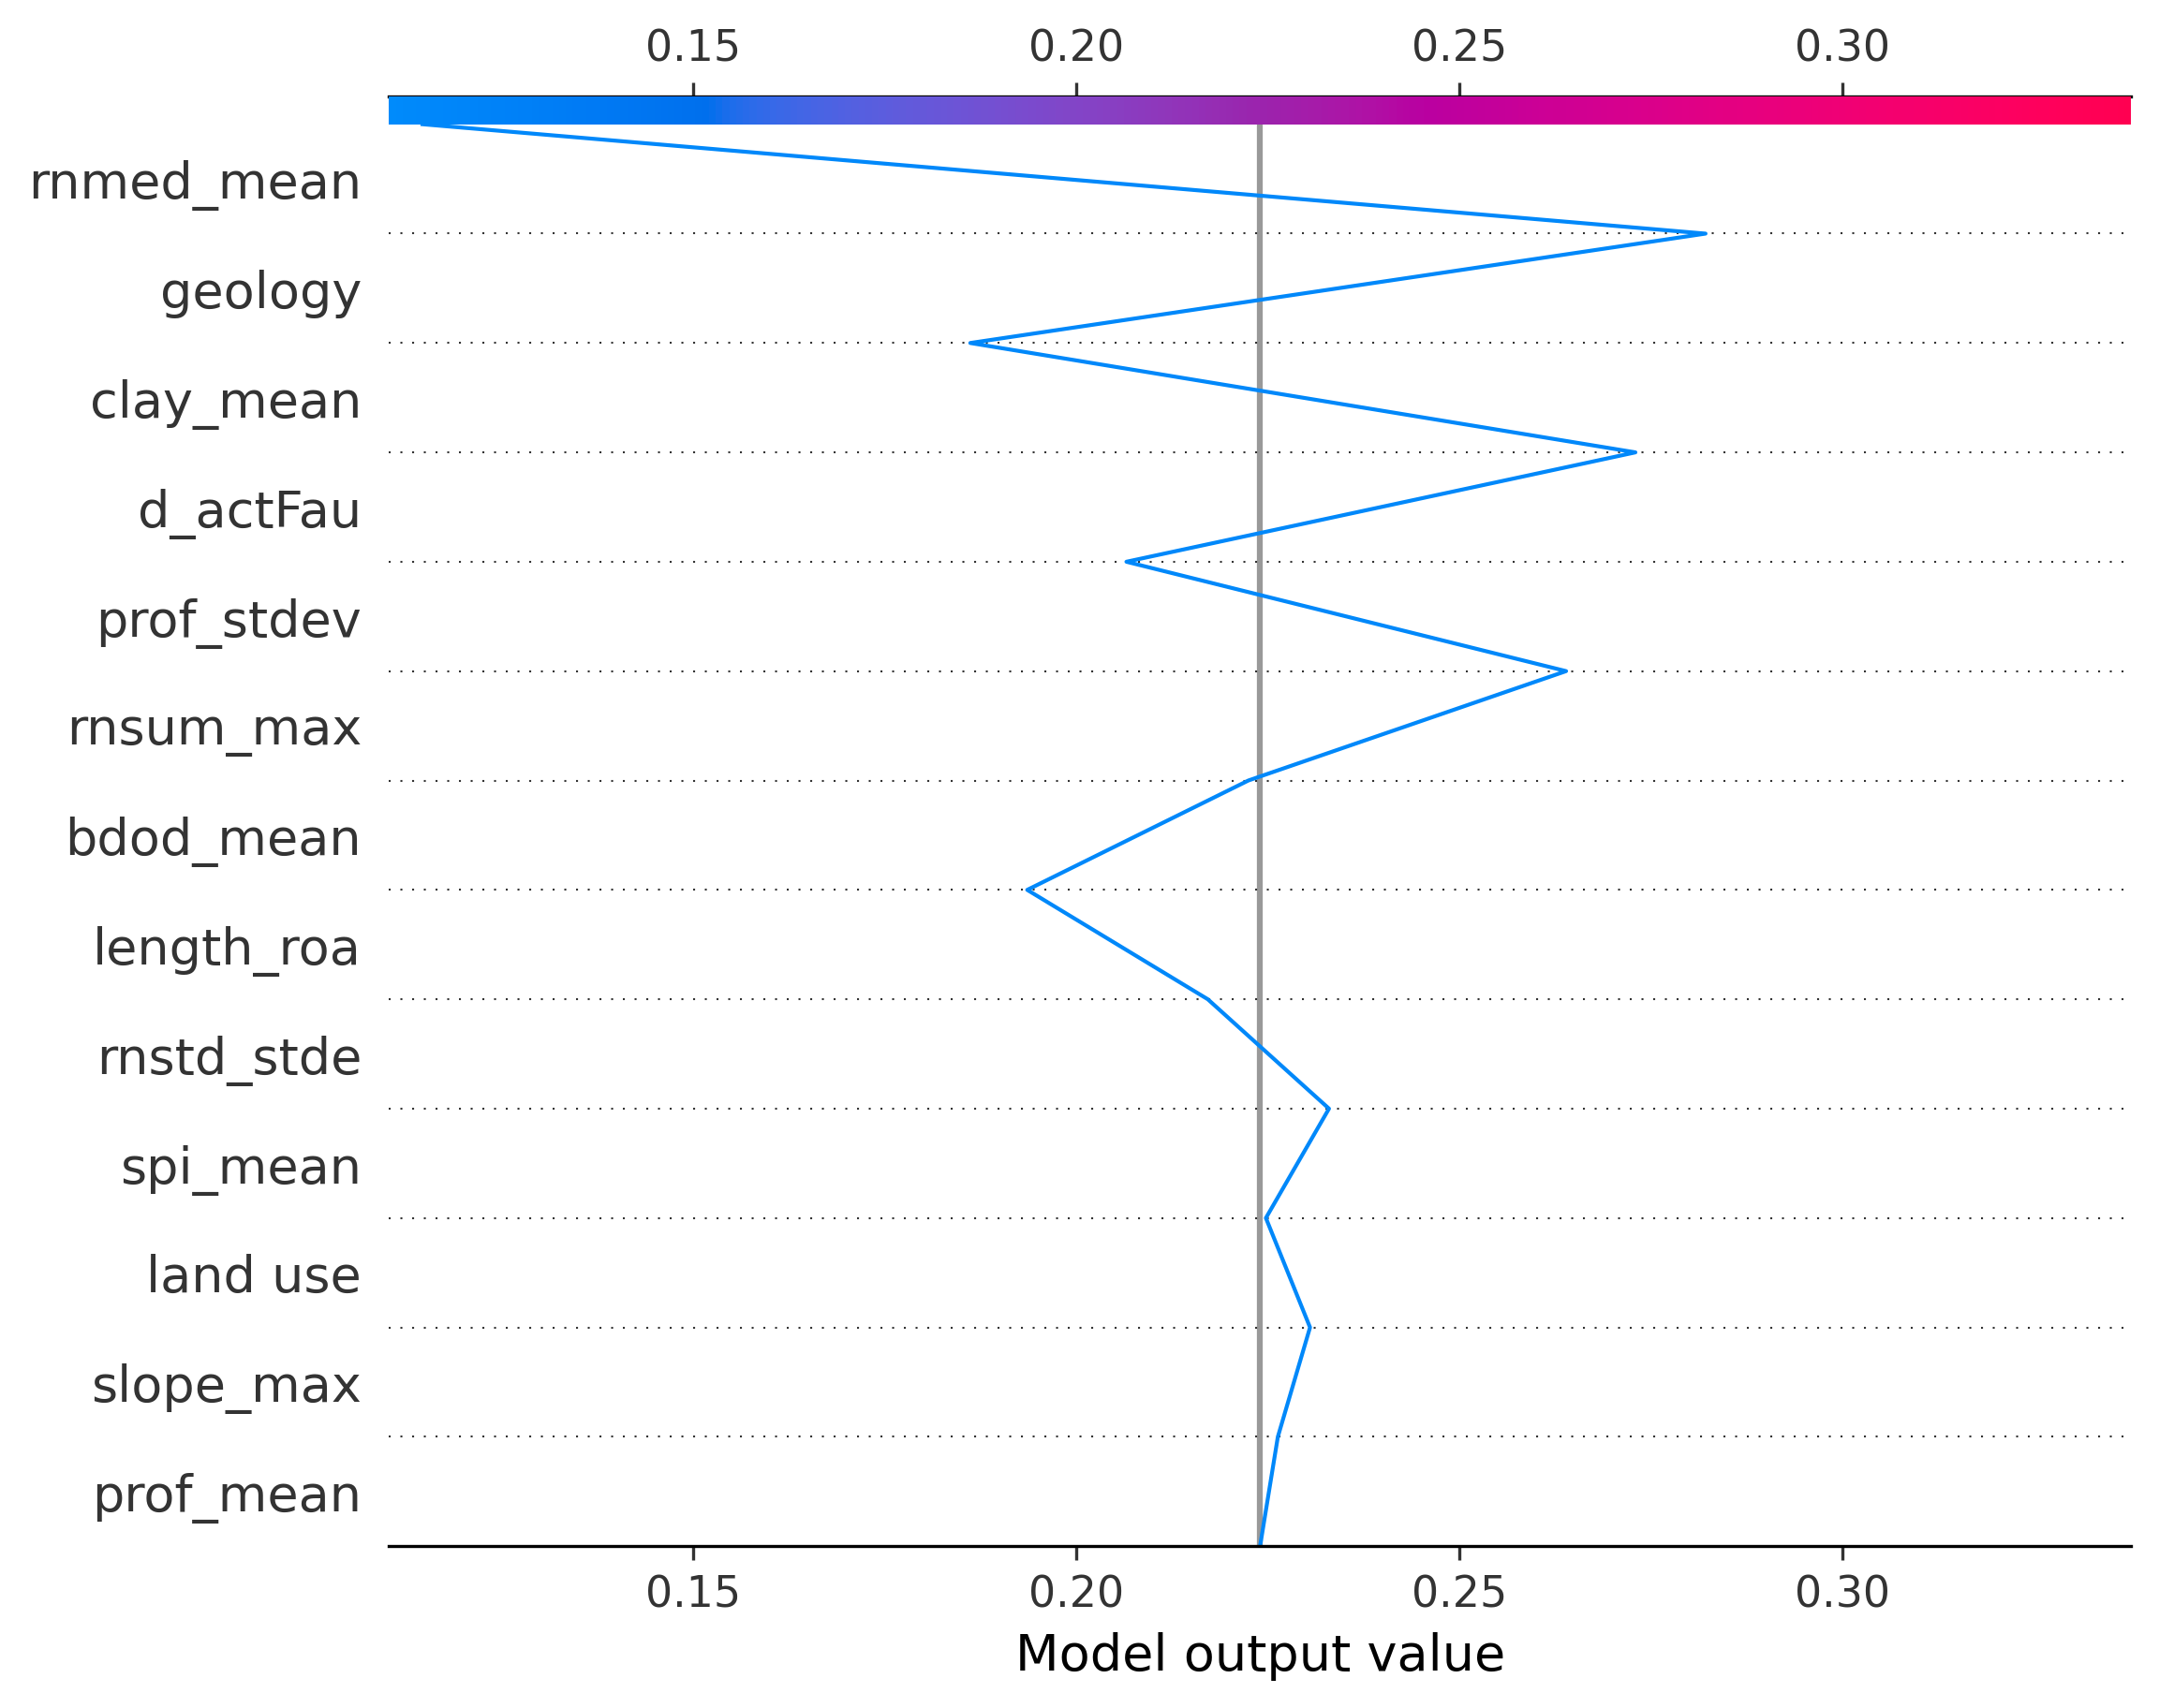 0.15 0.20 0.25 0.30
rnmed_mean
geology
clay_mean
d_actFau
prof_stdev
rnsum_max
bdod_mean
length_roa
rnstd_stde
spi_mean
land use
slope_max
prof_mean
0.15 0.20 0.25 0.30
Model output value